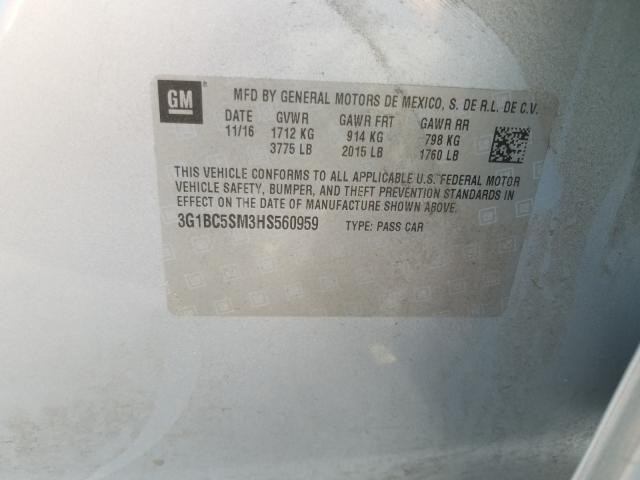 GM
MFD BY GENERAL MOTORS DE MEXICO, S. DE R.L. DE C.V.
DATE GVWR GAWR FRT GAWR RR
11/16 1712 KG 914 KG 798 KG
3775 LB 2015 LB 1760 LB
THIS VEHICLE CONFORMS TO ALL APPLICABLE U.S. FEDERAL MOTOR
VEHICLE SAFETY, BUMPER, AND THEFT PREVENTION STANDARDS IN
EFFECT ON THE DATE OF MANUFACTURE SHOWN ABOVE.
3G1BC5SM3HS560959 TYPE: PASS CAR